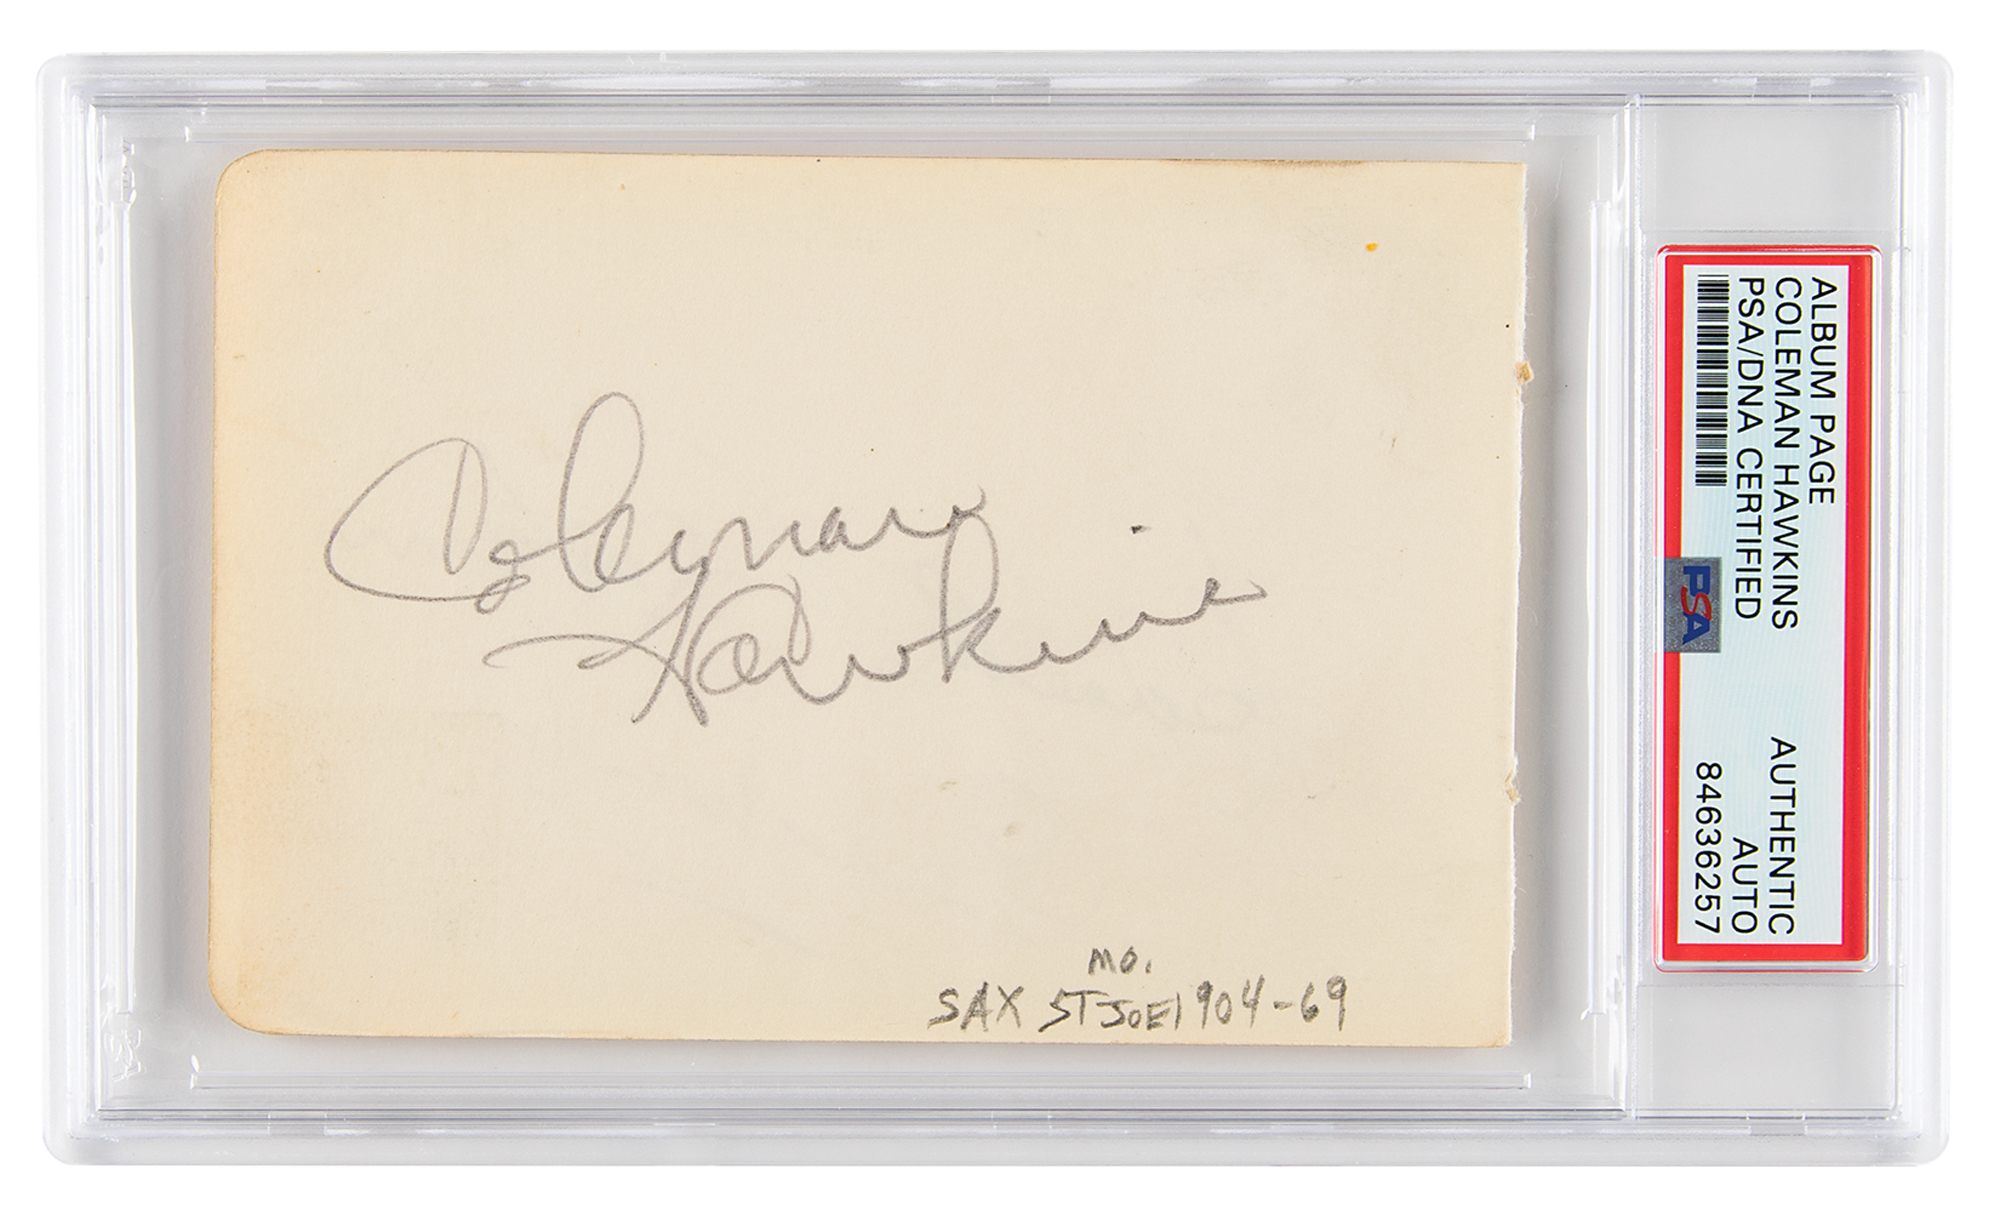 Coleman
Hawkins
MO.
SAX ST JOE 1904-69
ALBUM PAGE
COLEMAN HAWKINS
PSA/DNA CERTIFIED
AUTHENTIC
AUTO
84636257
PSA